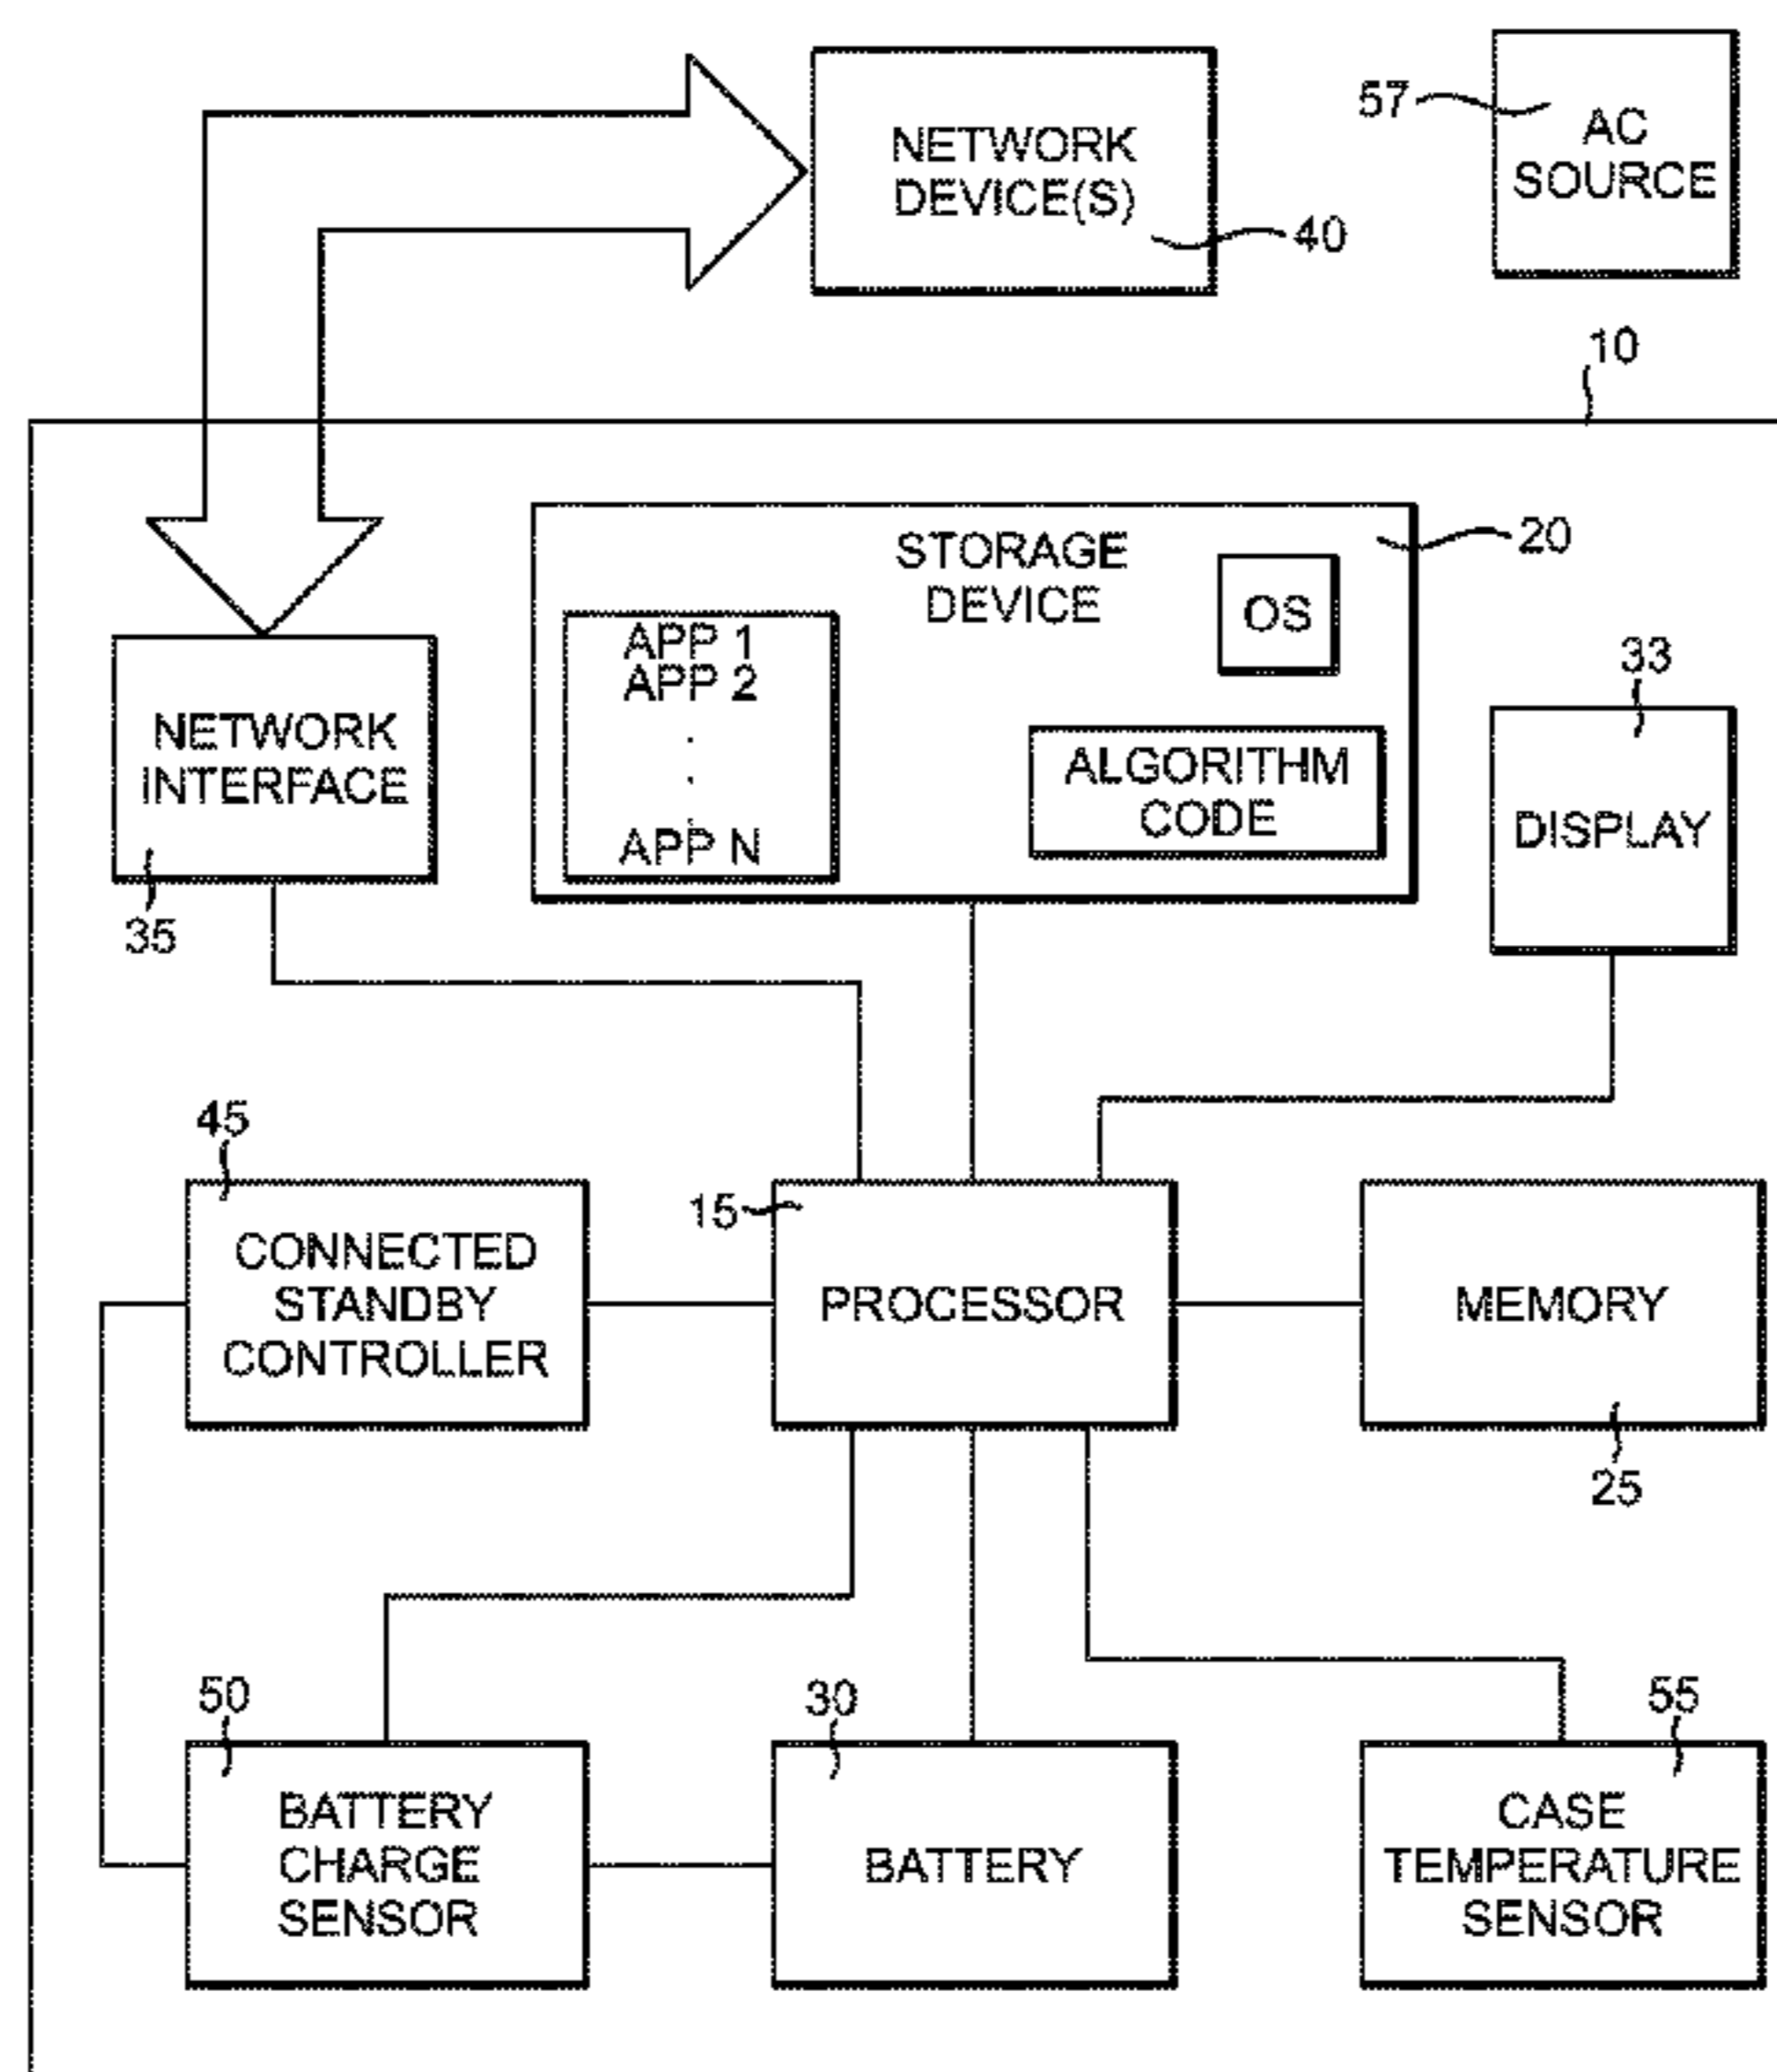 57
AC
SOURCE
NETWORK
DEVICE(S)
40
10
STORAGE
DEVICE
20
OS
APP 1
APP 2
.
.
.
APP N
ALGORITHM
CODE
33
DISPLAY
NETWORK
INTERFACE
35
45
CONNECTED
STANDBY
CONTROLLER
15
PROCESSOR
MEMORY
25
50
BATTERY
CHARGE
SENSOR
30
BATTERY
55
CASE
TEMPERATURE
SENSOR